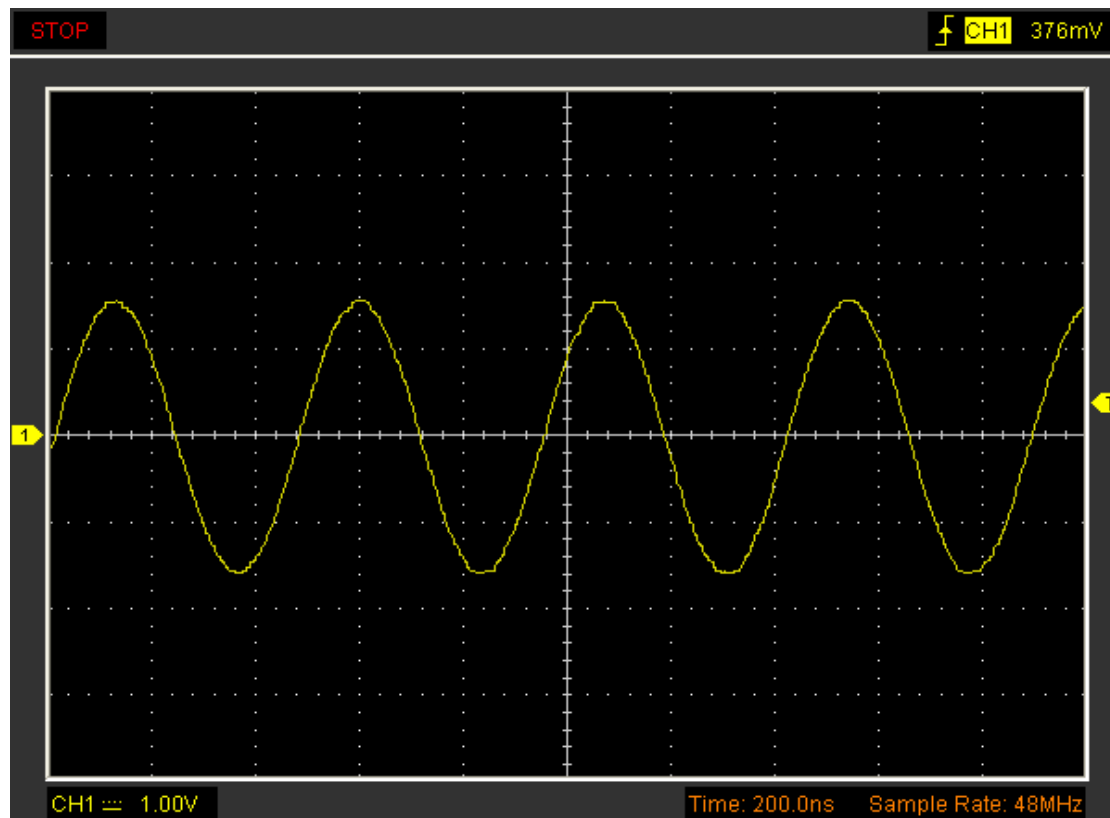 STOP
CH1 376mV
1
T
CH1 1.00V
Time: 200.0ns Sample Rate: 48MHz